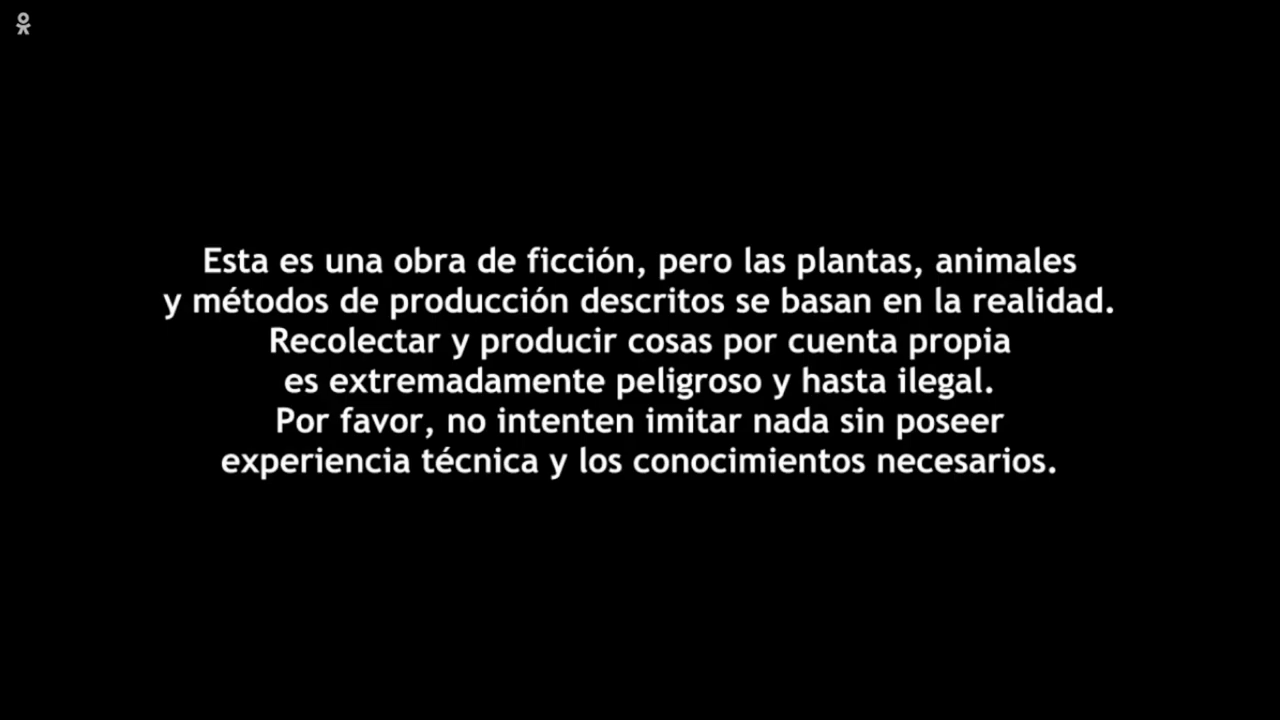 Esta es una obra de ficción, pero las plantas, animales
y métodos de producción descritos se basan en la realidad.
Recolectar y producir cosas por cuenta propia
es extremadamente peligroso y hasta ilegal.
Por favor, no intenten imitar nada sin poseer
experiencia técnica y los conocimientos necesarios.